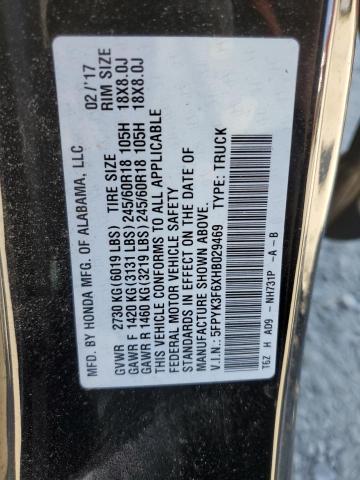 MFD. BY HONDA MFG. OF ALABAMA, LLC 02/'17
TIRE SIZE RIM SIZE
GVWR 2730 KG(6019 LBS)
GAWR F 1420 KG(3131 LBS) 245/60R18 105H 18X8.0J
GAWR R 1460 KG(3219 LBS) 245/60R18 105H 18X8.0J
THIS VEHICLE CONFORMS TO ALL APPLICABLE
FEDERAL MOTOR VEHICLE SAFETY
STANDARDS IN EFFECT ON THE DATE OF
MANUFACTURE SHOWN ABOVE.
V.I.N.: 5FPYK3F6XHB029469 TYPE: TRUCK
T6Z H A09 -NH731P -A -B